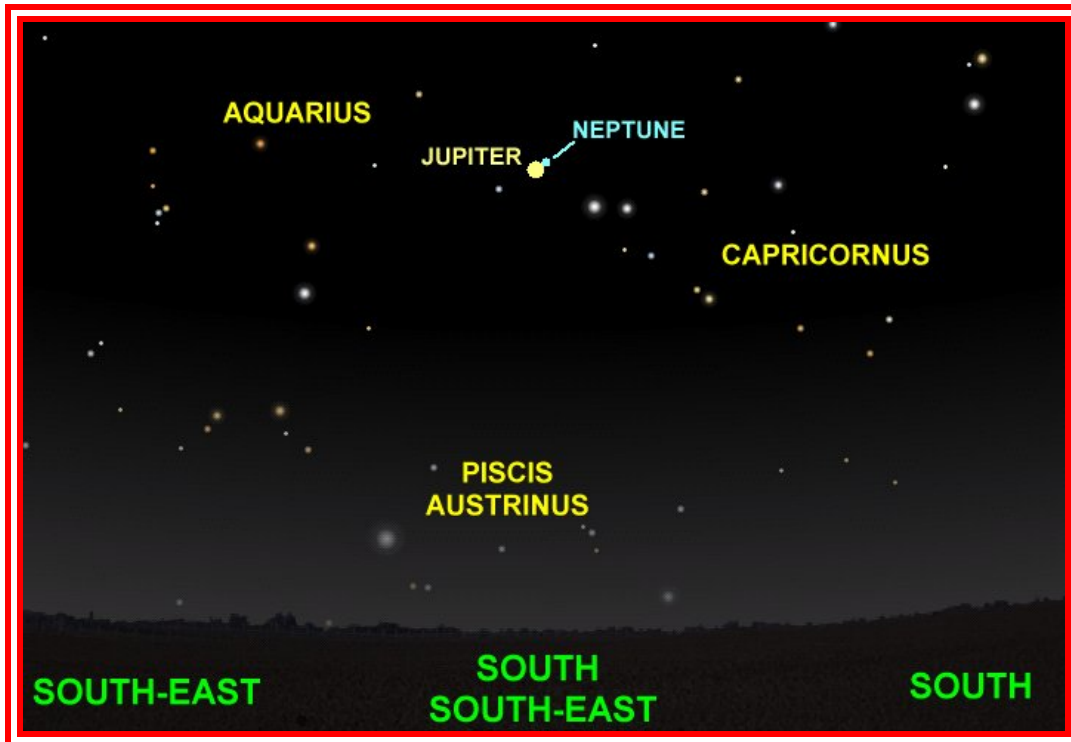 AQUARIUS
NEPTUNE
JUPITER
CAPRICORNUS
PISCIS
AUSTRINUS
SOUTH-EAST
SOUTH
SOUTH-EAST
SOUTH